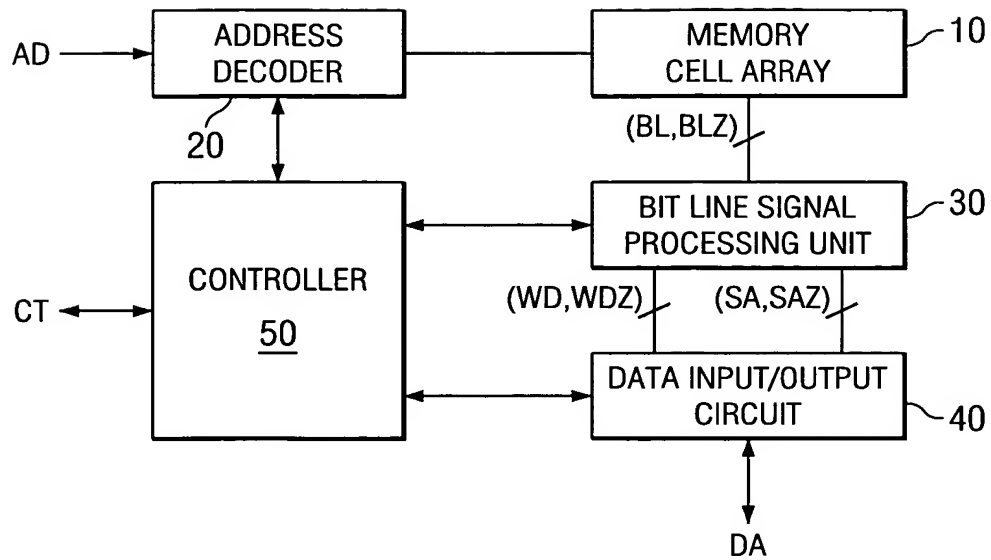 AD
ADDRESS
DECODER
20
MEMORY
CELL ARRAY
10
(BL,BLZ)
BIT LINE SIGNAL
PROCESSING UNIT
30
CONTROLLER
50
CT
(WD,WDZ)
(SA,SAZ)
DATA INPUT/OUTPUT
CIRCUIT
40
DA